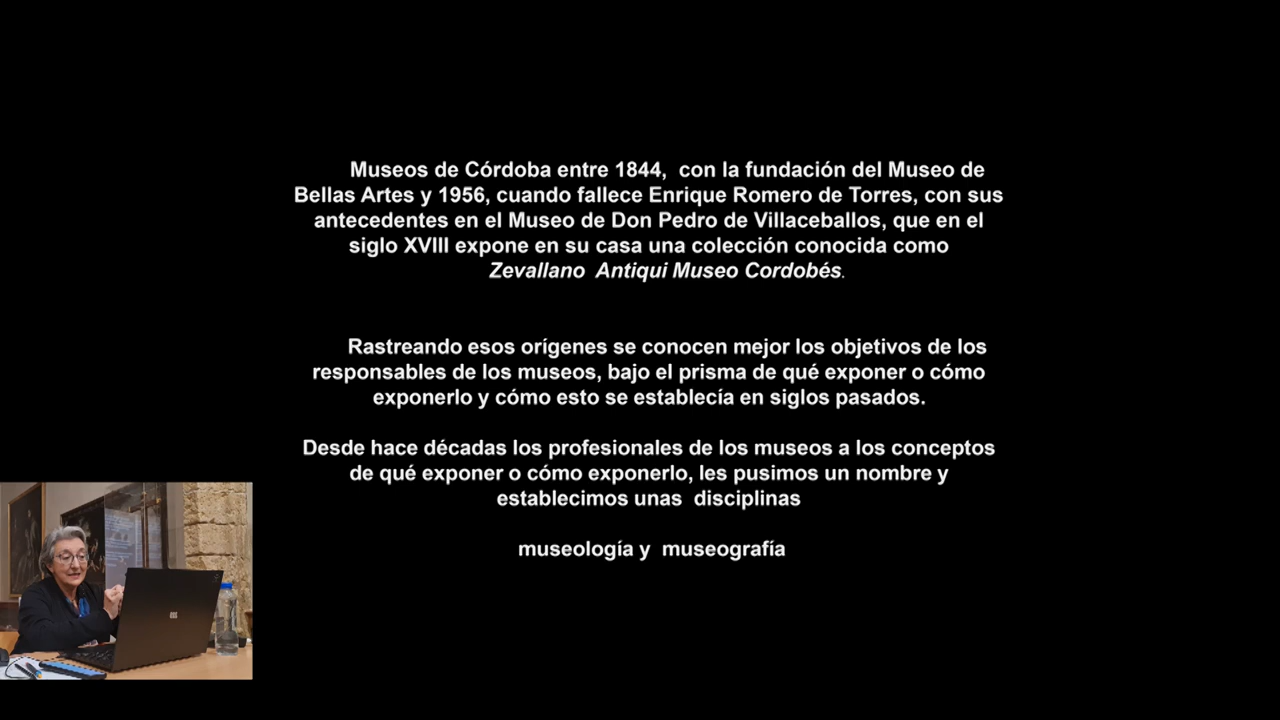 Museos de Córdoba entre 1844,  con la fundación del Museo de
Bellas Artes y 1956, cuando fallece Enrique Romero de Torres, con sus
antecedentes en el Museo de Don Pedro de Villaceballos, que en el
siglo XVIII expone en su casa una colección conocida como
Zevallano  Antiqui Museo Cordobés.
Rastreando esos orígenes se conocen mejor los objetivos de los
responsables de los museos, bajo el prisma de qué exponer o cómo
exponerlo y cómo esto se establecía en siglos pasados.
Desde hace décadas los profesionales de los museos a los conceptos
de qué exponer o cómo exponerlo, les pusimos un nombre y
establecimos unas  disciplinas
museología y  museografía